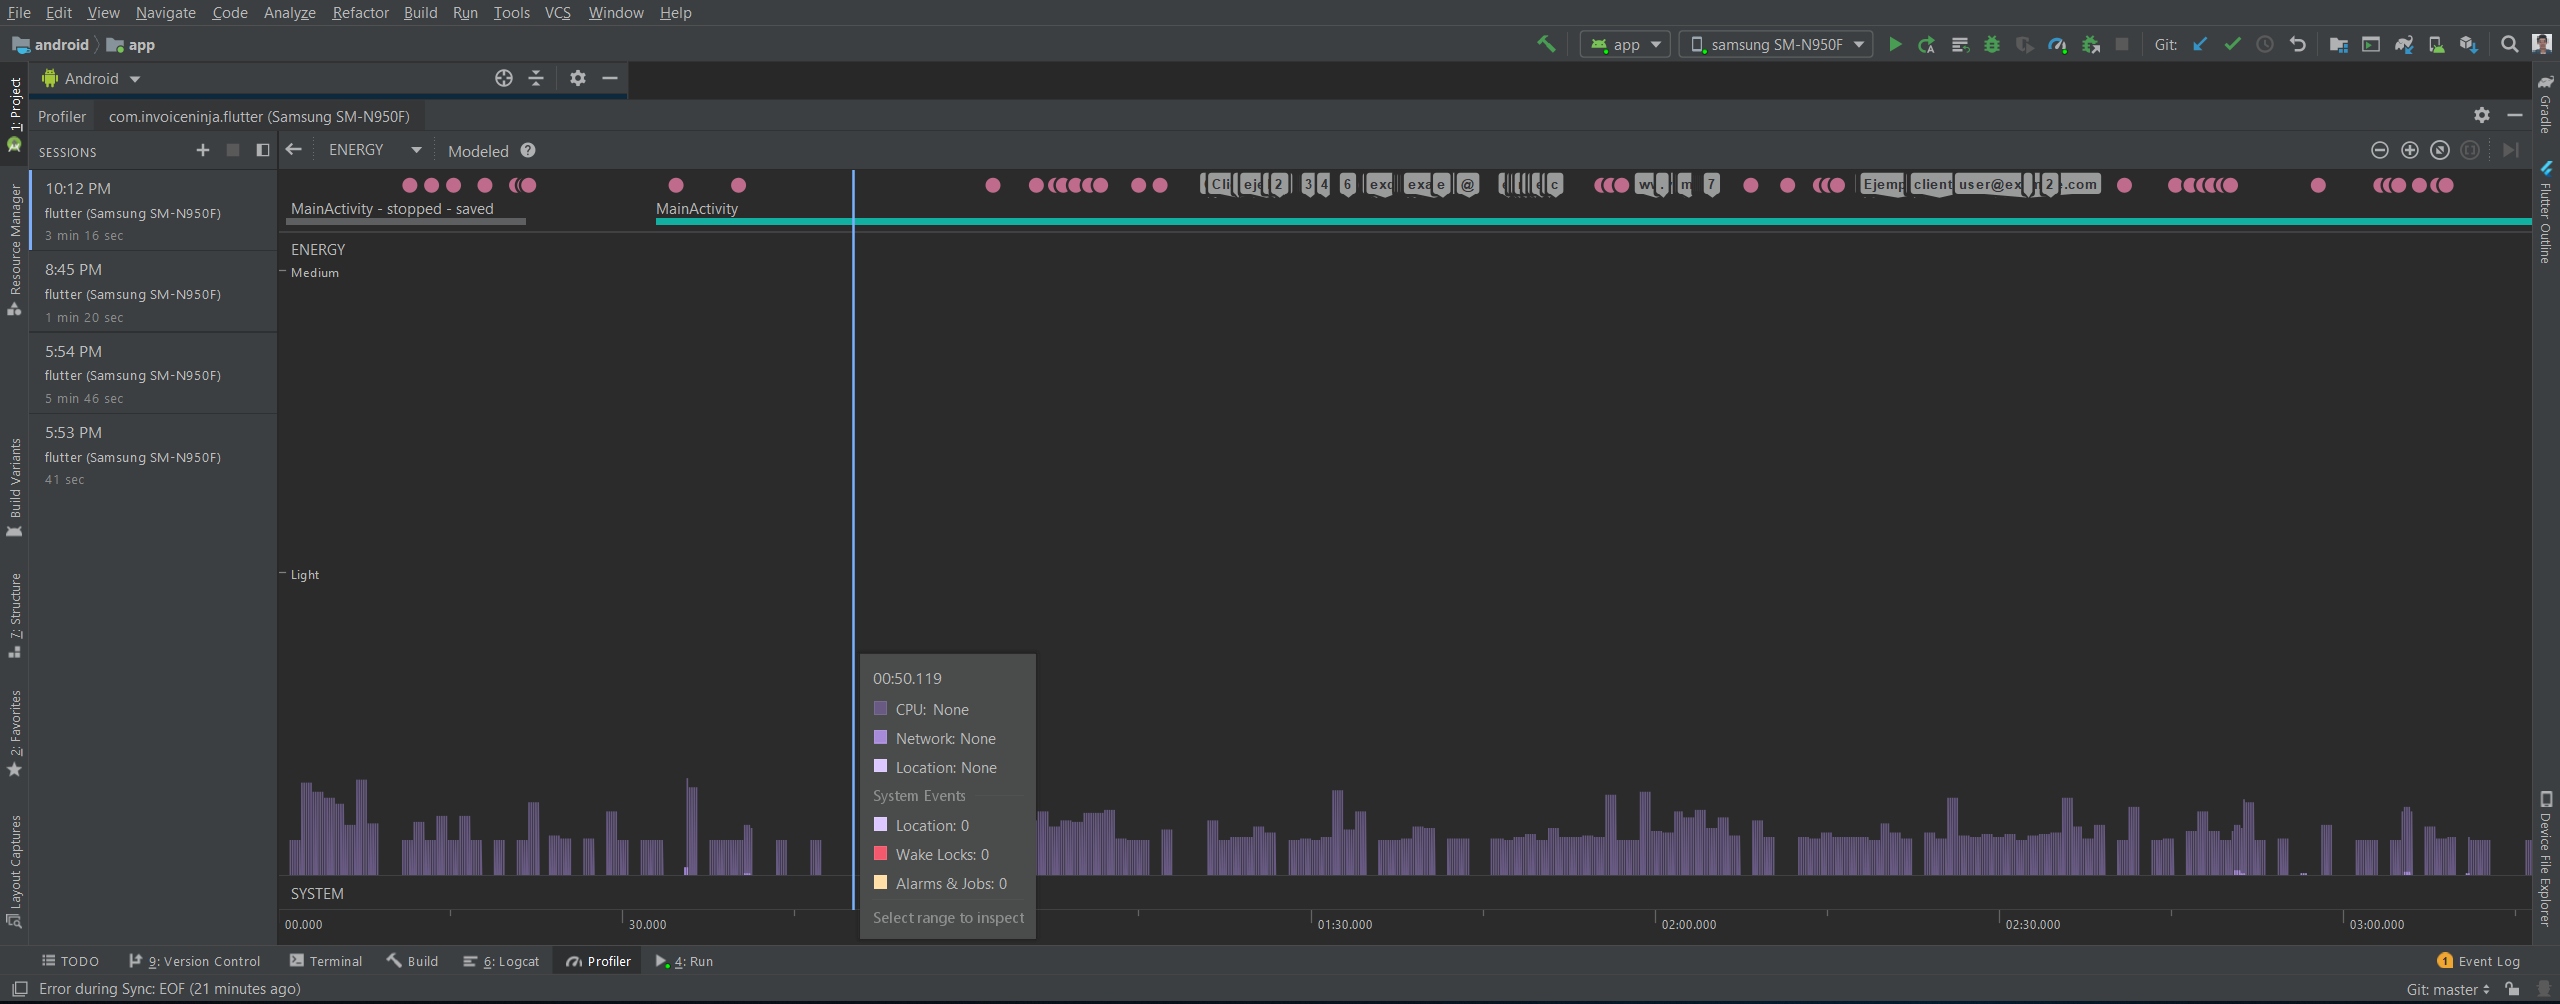 File Edit View Navigate Code Analyze Refactor Build Run Tools VCS Window Help
android app
app samsung SM-N950F Git:
Android
Profiler com.invoiceninja.flutter (Samsung SM-N950F)
SESSIONS
ENERGY Modeled
10:12 PM
flutter (Samsung SM-N950F)
3 min 16 sec
8:45 PM
flutter (Samsung SM-N950F)
1 min 20 sec
5:54 PM
flutter (Samsung SM-N950F)
5 min 46 sec
5:53 PM
flutter (Samsung SM-N950F)
41 sec
Cli eje 2 3 4 6 exc exa e @ e c w . m 7 Ejemp client user@ex 2 .com
MainActivity - stopped - saved
MainActivity
ENERGY
Medium
Light
00:50.119
CPU: None
Network: None
Location: None
System Events
Location: 0
Wake Locks: 0
Alarms & Jobs: 0
Select range to inspect
SYSTEM
00.000 30.000 01:30.000 02:00.000 02:30.000 03:00.000
1: Project
Resource Manager
Build Variants
7: Structure
2: Favorites
Layout Captures
Gradle
Flutter Outline
Device File Explorer
TODO 9: Version Control Terminal Build 6: Logcat Profiler 4: Run
1 Event Log
Error during Sync: EOF (21 minutes ago)
Git: master